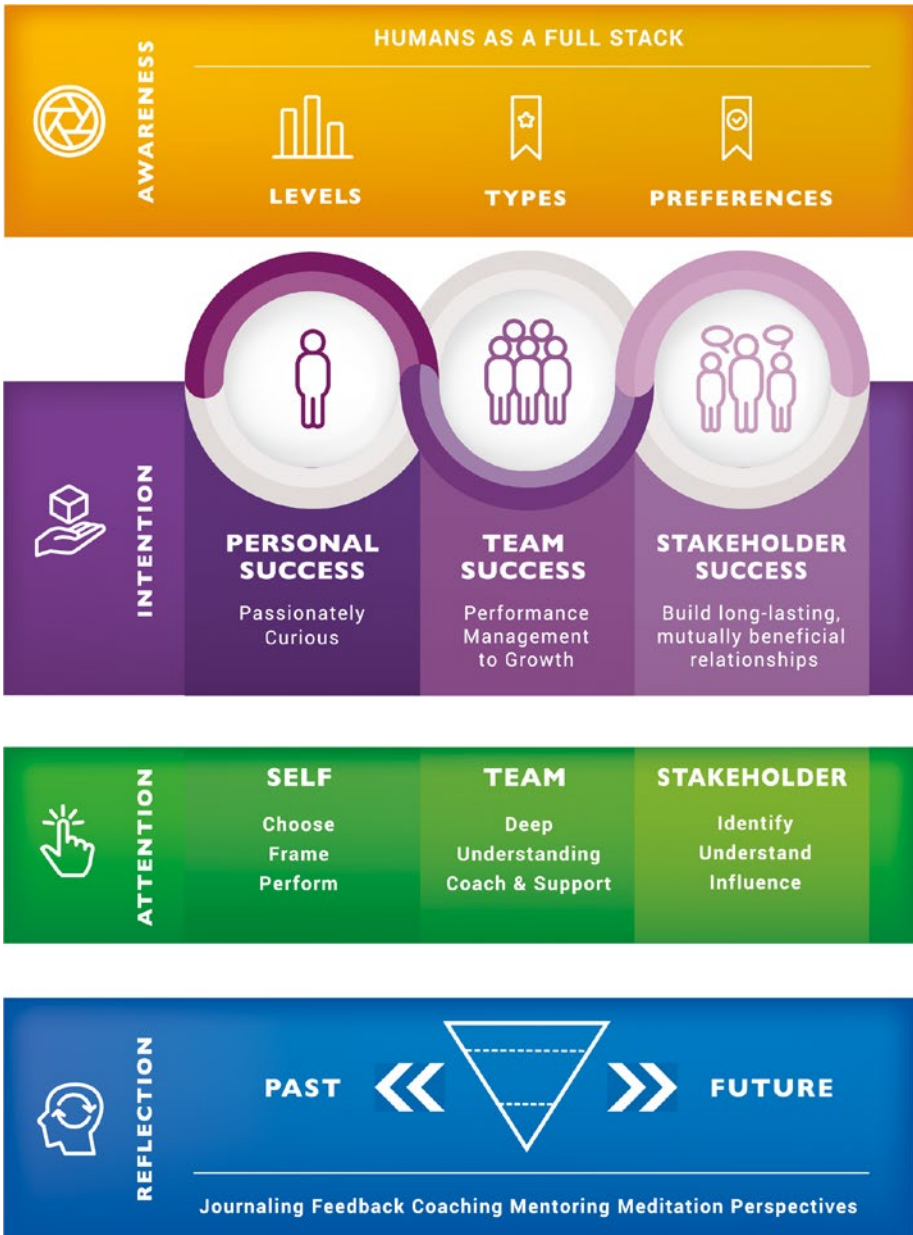 AWARENESS
HUMANS AS A FULL STACK
LEVELS
TYPES
PREFERENCES
INTENTION
PERSONAL
SUCCESS
Passionately
Curious
TEAM
SUCCESS
Performance
Management
to Growth
STAKEHOLDER
SUCCESS
Build long-lasting,
mutually beneficial
relationships
ATTENTION
SELF
Choose
Frame
Perform
TEAM
Deep
Understanding
Coach & Support
STAKEHOLDER
Identify
Understand
Influence
REFLECTION
PAST
FUTURE
Journaling Feedback Coaching Mentoring Meditation Perspectives